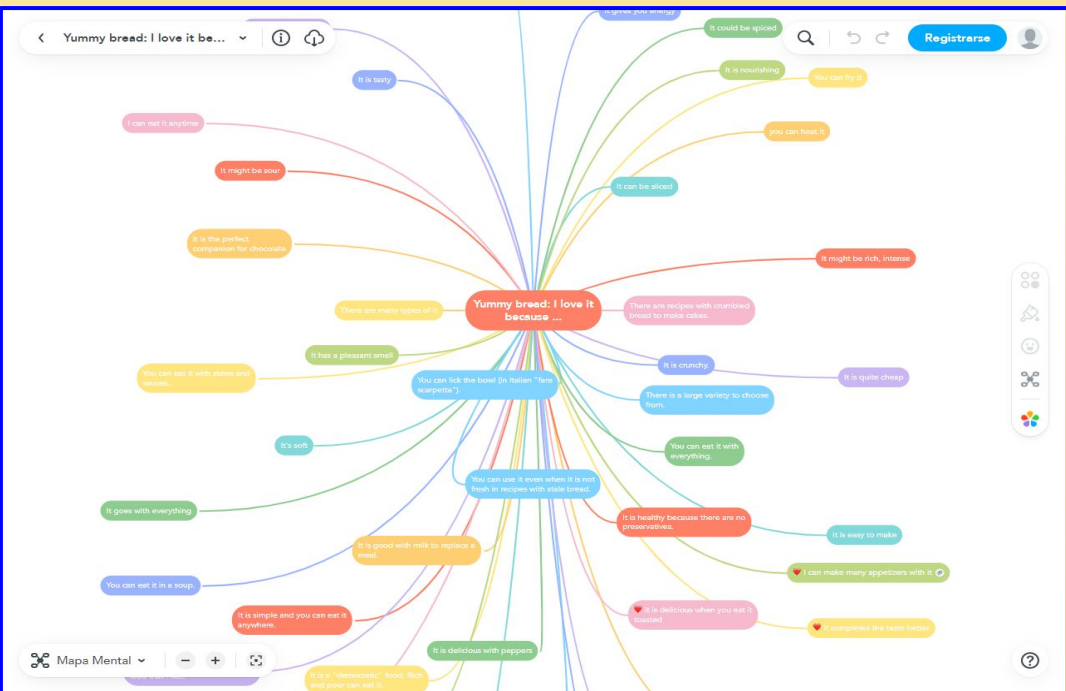 It gives you energy
Yummy bread: I love it be...
It could be spiced
Registrarse
It is tasty
It is nourishing
You can fry it
I can eat it anytime
you can heat it
It might be sour
It can be sliced
It is the perfect
companion for chocolate
It might be rich, intense
Yummy bread: I love it
because ...
There are many types of it
There are recipes with crumbled
bread to make cakes.
It has a pleasant smell
It is crunchy.
You can eat it with stews and
sauces.
You can lick the bowl (in Italian "fare
scarpetta").
It is quite cheap
There is a large variety to choose
from.
It's soft
You can eat it with
everything.
You can use it even when it is not
fresh in recipes with stale bread.
It goes with everything
It is healthy because there are no
preservatives.
It is easy to make
It is good with milk to replace a
meal.
I can make many appetizers with it
You can eat it in a soup.
It is simple and you can eat it
anywhere.
it is delicious when you eat it
toasted
It completes the taste better
It is delicious with peppers
Mapa Mental
It is a "democratic" food. Rich
and poor can eat it.